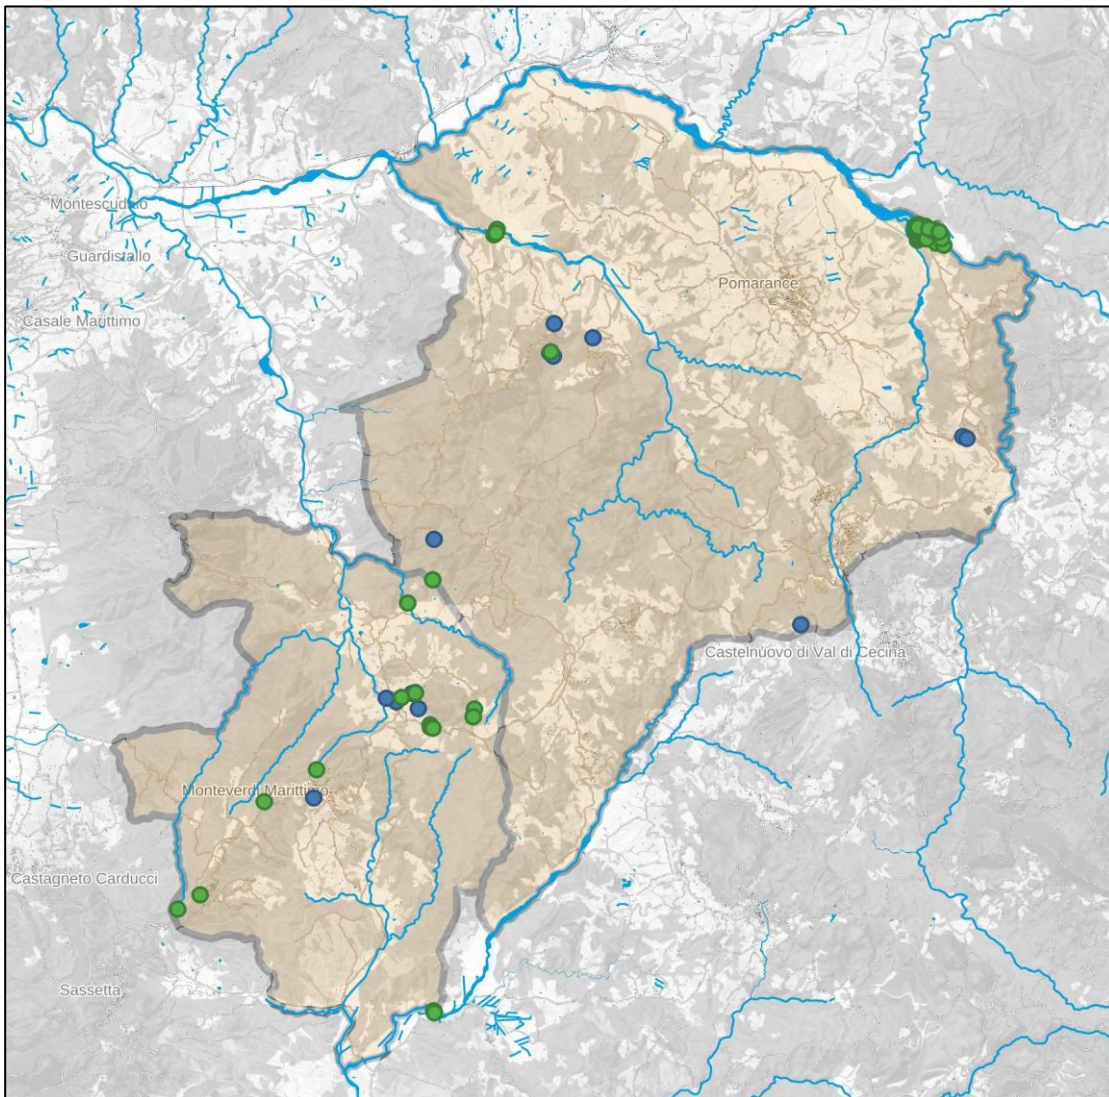 Montescudaio
Guardistallo
Casale Marittimo
Pomarance
Castelnuovo di Val di Cecina
Monteverdi Marittimo
Castagneto Carducci
Sassetta